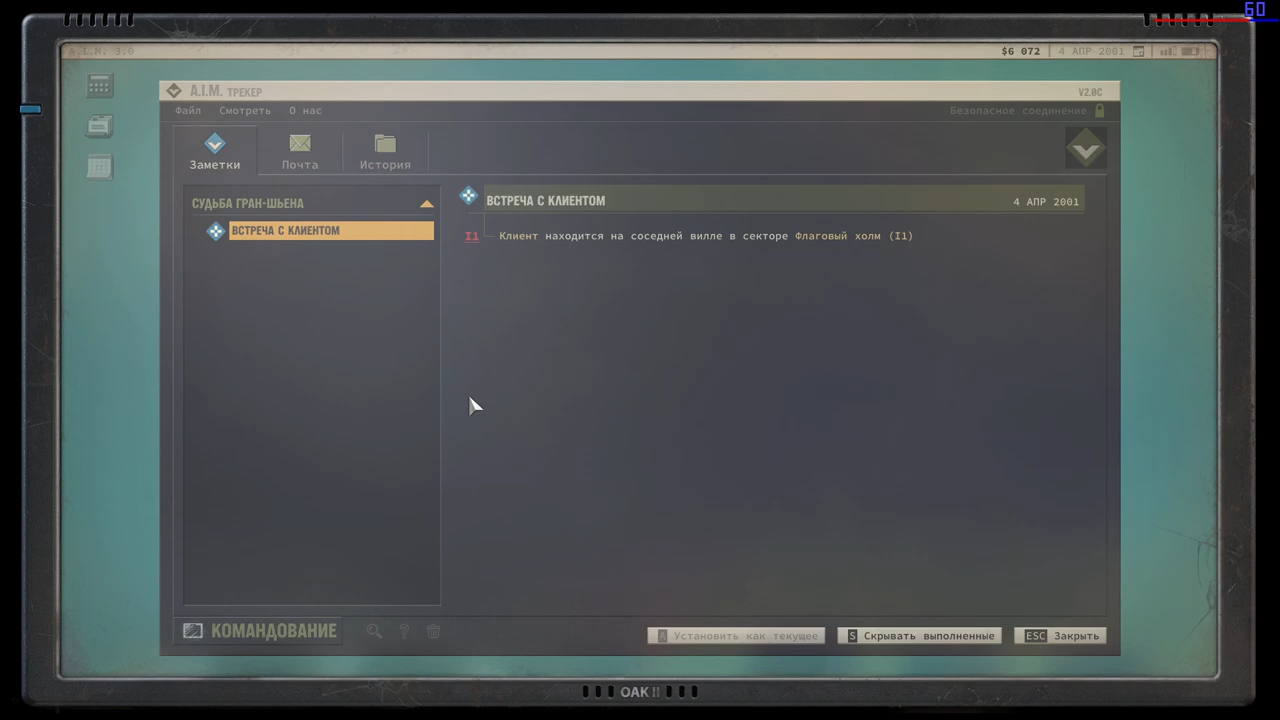 60
A.I.M. 3.0
$6 072 4 АПР 2001
A.I.M. ТРЕКЕР V2.0C
Файл Смотреть О нас Безопасное соединение
Заметки Почта История
СУДЬБА ГРАН-ШЬЕНА
ВСТРЕЧА С КЛИЕНТОМ
ВСТРЕЧА С КЛИЕНТОМ 4 АПР 2001
I1 Клиент находится на соседней вилле в секторе Флаговый холм (I1)
КОМАНДОВАНИЕ
A Установить как текущее S Скрывать выполненные ESC Закрыть
OAK II